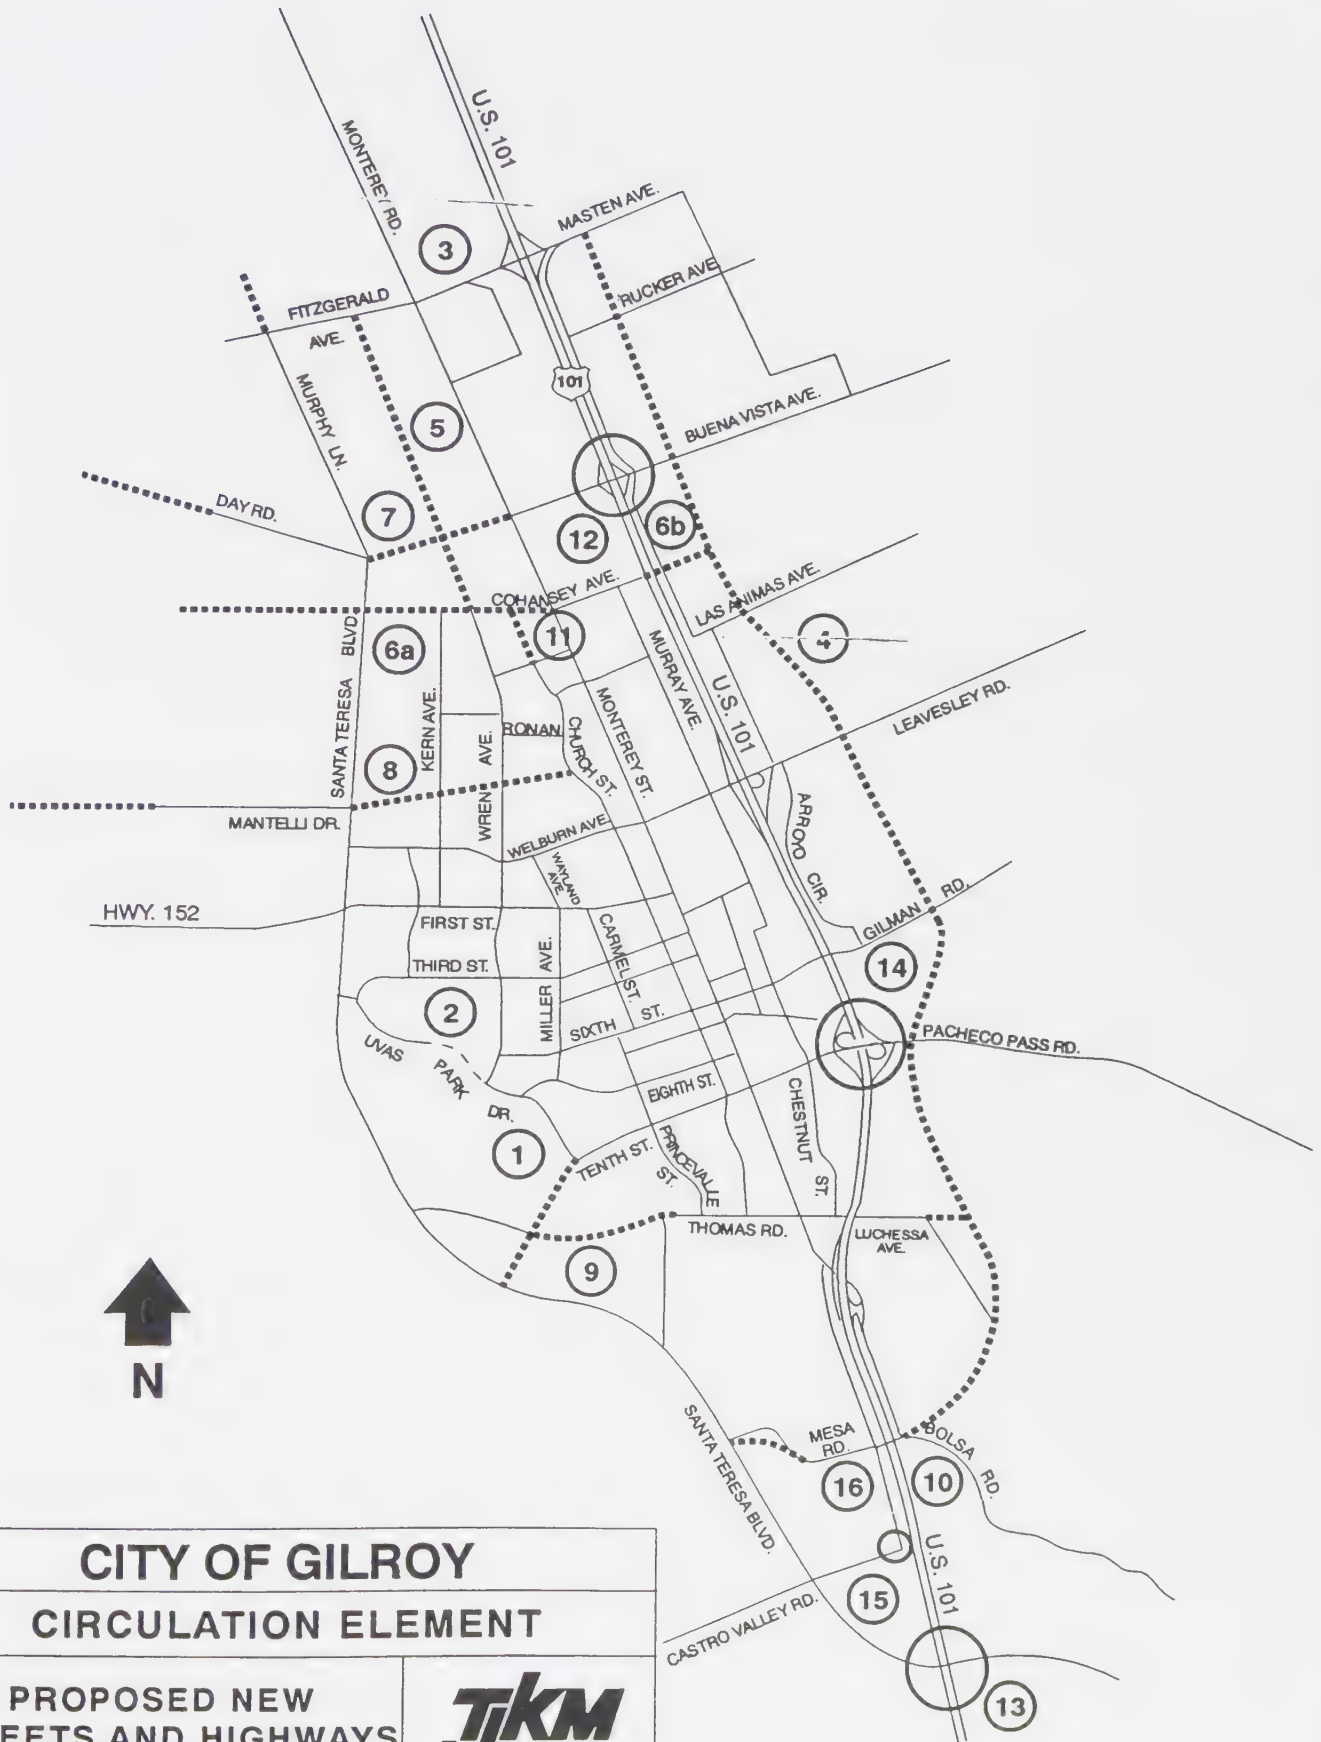 U.S. 101
MONTEREY RD.
MASTEN AVE.
3
RUCKER AVE.
FITZGERALD
AVE.
101
MURPHY LN.
5
BUENA VISTA AVE.
DAY RD.
7
12
6b
COHANSEY AVE.
LAS ANIMAS AVE.
11
4
SANTA TERESA BLVD.
6a
KERN AVE.
MURRAY AVE.
U.S. 101
LEAVESLEY RD.
RONAN
CHURCH ST.
MONTEREY ST.
WREN AVE.
8
MANTELLI DR.
WELBURN AVE.
WAYLAND
AVE.
ARROYO CIR.
HWY. 152
FIRST ST.
GILMAN RD.
CARMEL ST.
THIRD ST.
MILLER AVE.
14
2
SIXTH ST.
PACHECO PASS RD.
UVAS PARK DR.
EIGHTH ST.
CHESTNUT ST.
1
TENTH ST.
PRINCEVALLE
ST.
THOMAS RD.
LUCHESSA
AVE.
9
N
SANTA TERESA BLVD.
MESA
RD.
BOLSA RD.
16
10
U.S. 101
15
CASTRO VALLEY RD.
13
CITY OF GILROY
CIRCULATION ELEMENT
PROPOSED NEW
EETS AND HIGHWAYS
TJKM